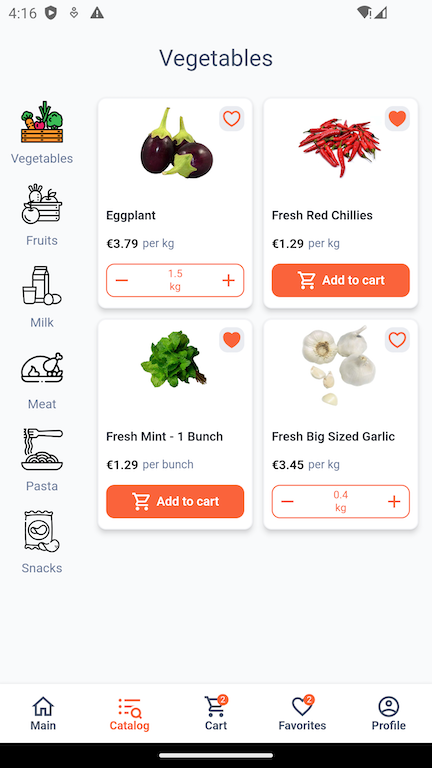 4:16
Vegetables
Vegetables
Fruits
Milk
Meat
Pasta
Snacks
Eggplant
€3.79 per kg
1.5
kg
Fresh Red Chillies
€1.29 per kg
Add to cart
Fresh Mint - 1 Bunch
€1.29 per bunch
Add to cart
Fresh Big Sized Garlic
€3.45 per kg
0.4
kg
Main
Catalog
2
Cart
2
Favorites
Profile